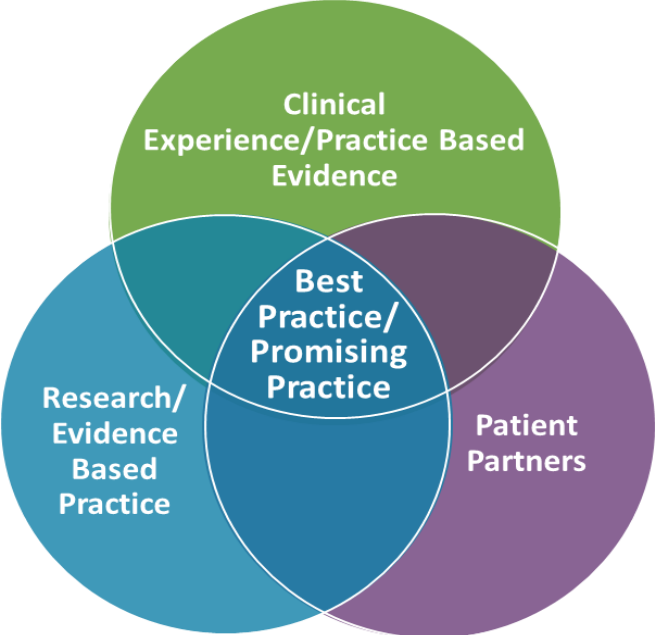 Clinical
Experience/Practice Based
Evidence
Best
Practice/
Promising
Practice
Research/
Evidence
Based
Practice
Patient
Partners